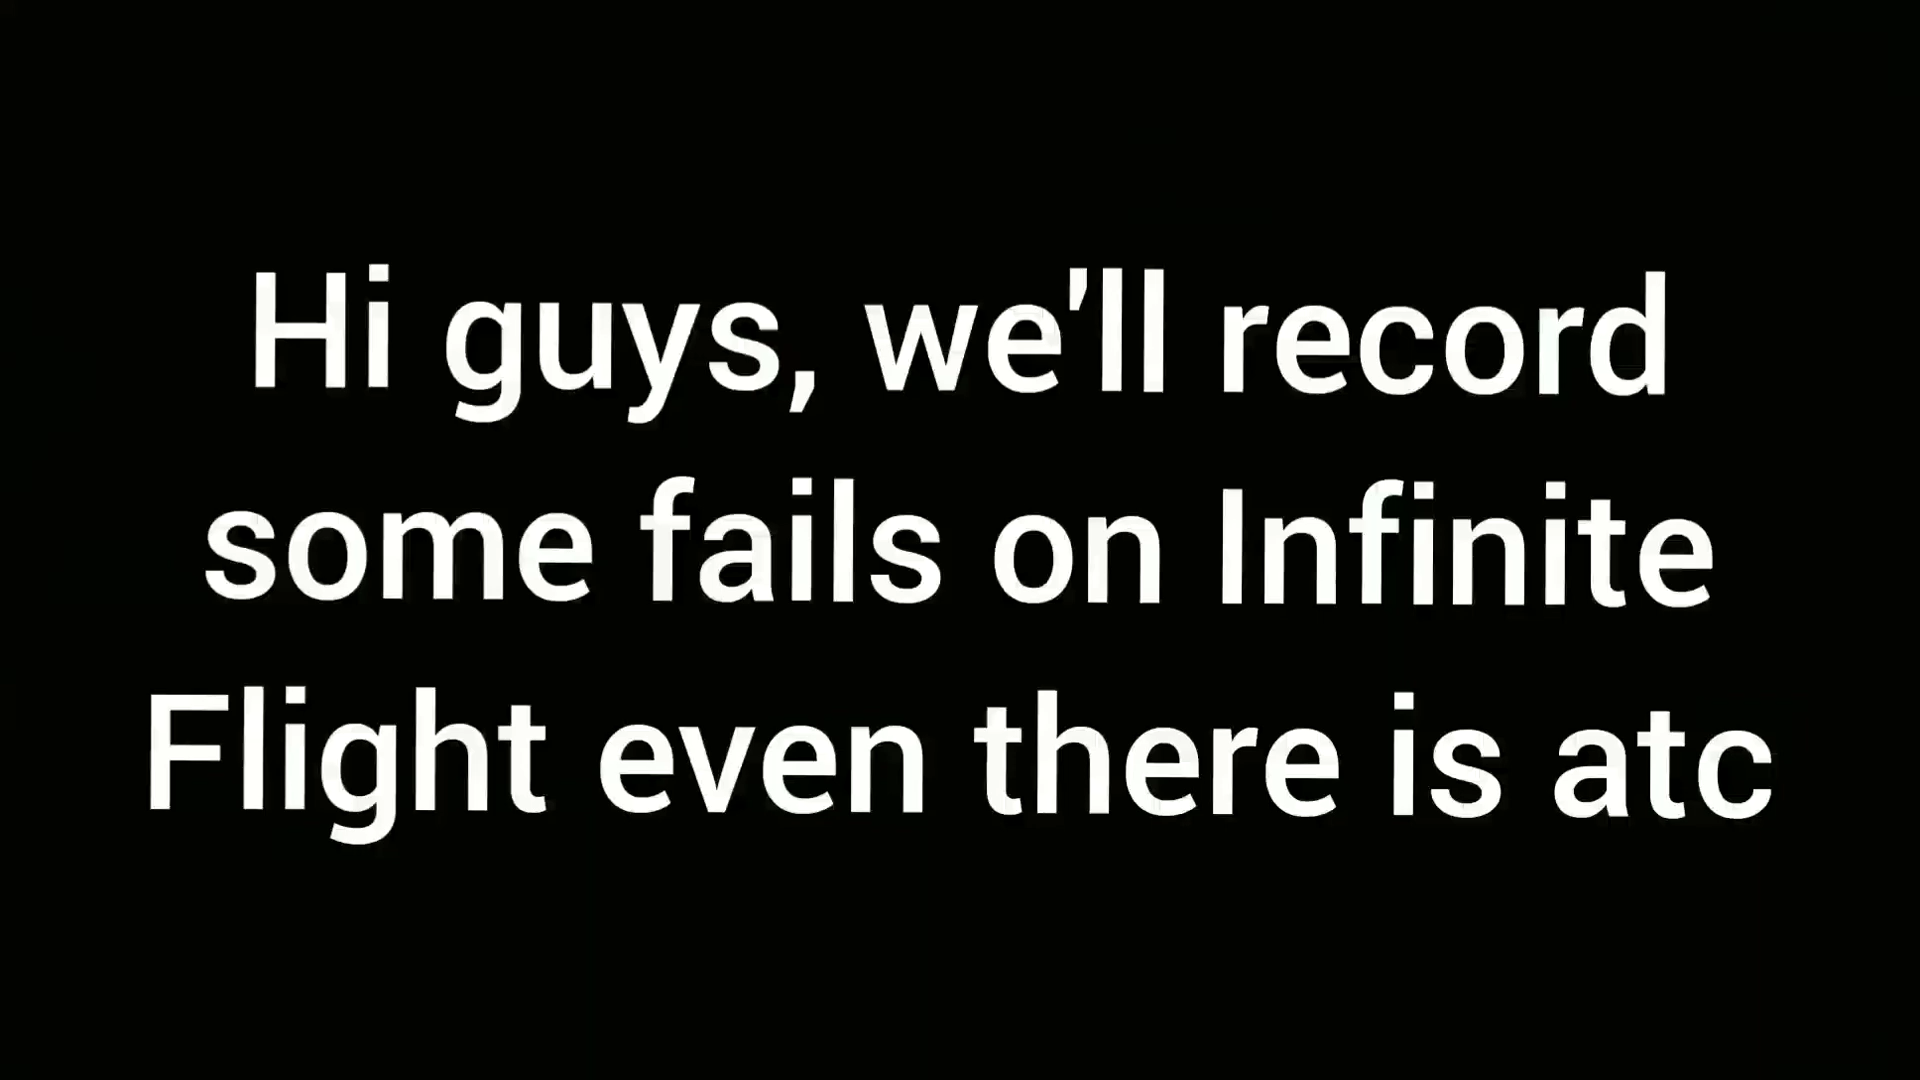 Hi guys, we'll record
some fails on Infinite
Flight even there is atc